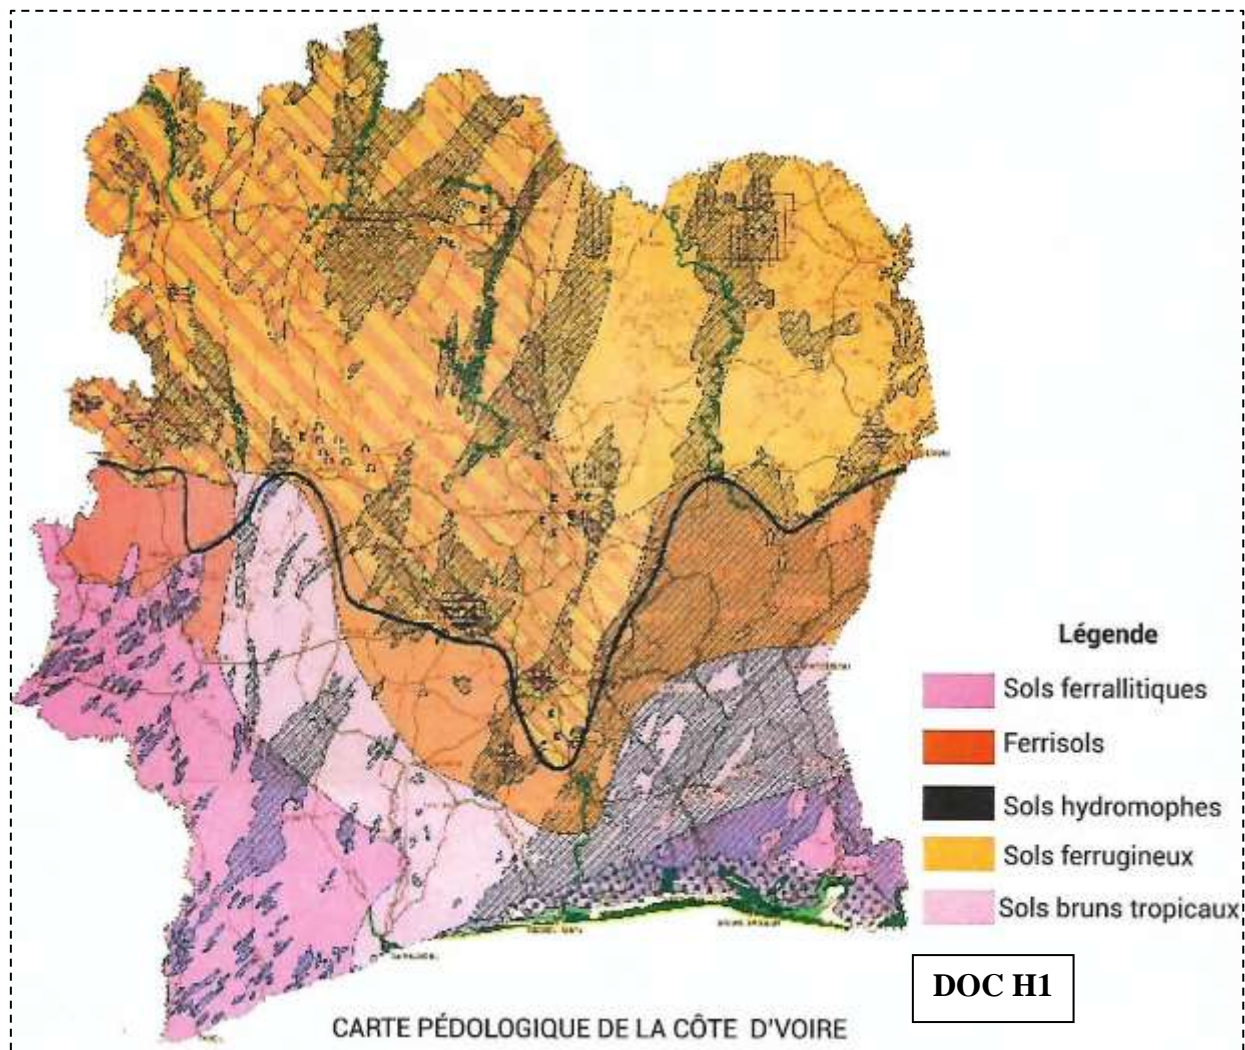 Légende
Sols ferrallitiques
Ferrisols
Sols hydromophes
Sols ferrugineux
Sols bruns tropicaux
DOC H1
CARTE PÉDOLOGIQUE DE LA CÔTE D'VOIRE